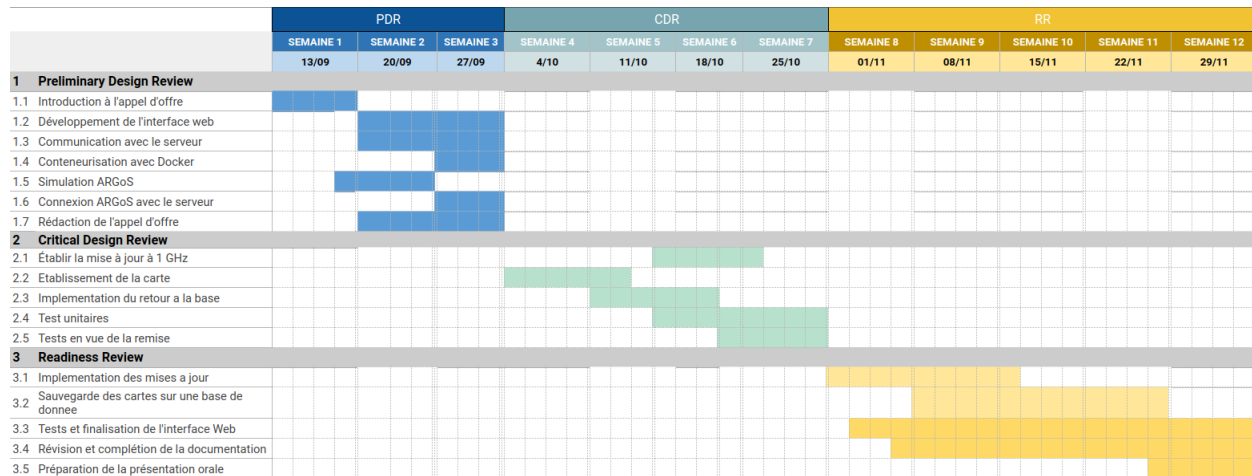 PDR CDR RR
SEMAINE 1 SEMAINE 2 SEMAINE 3 SEMAINE 4 SEMAINE 5 SEMAINE 6 SEMAINE 7 SEMAINE 8 SEMAINE 9 SEMAINE 10 SEMAINE 11 SEMAINE 12
13/09 20/09 27/09 4/10 11/10 18/10 25/10 01/11 08/11 15/11 22/11 29/11
1 Preliminary Design Review
1.1 Introduction à l'appel d'offre
1.2 Développement de l'interface web
1.3 Communication avec le serveur
1.4 Conteneurisation avec Docker
1.5 Simulation ARGoS
1.6 Connexion ARGoS avec le serveur
1.7 Rédaction de l'appel d'offre
2 Critical Design Review
2.1 Établir la mise à jour à 1 GHz
2.2 Etablissement de la carte
2.3 Implementation du retour a la base
2.4 Test unitaires
2.5 Tests en vue de la remise
3 Readiness Review
3.1 Implementation des mises a jour
3.2 Sauvegarde des cartes sur une base de
donnee
3.3 Tests et finalisation de l'interface Web
3.4 Révision et complétion de la documentation
3.5 Préparation de la présentation orale